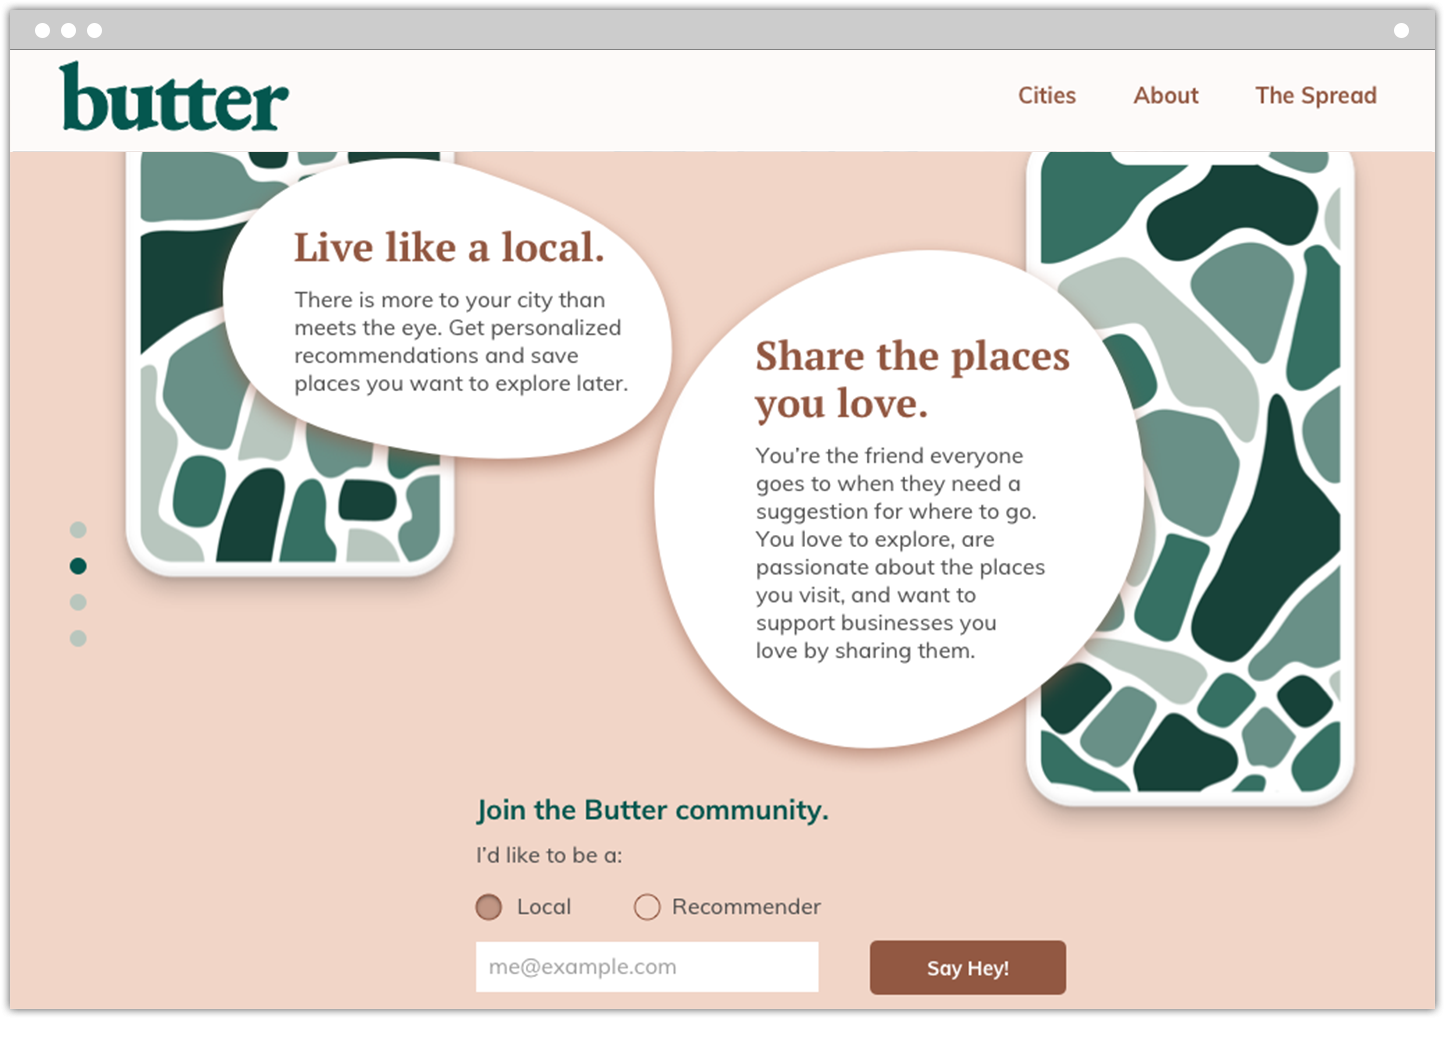 butter
Cities
About
The Spread
Live like a local.
There is more to your city than
meets the eye. Get personalized
recommendations and save
places you want to explore later.
Share the places
you love.
You’re the friend everyone
goes to when they need a
suggestion for where to go.
You love to explore, are
passionate about the places
you visit, and want to
support businesses you
love by sharing them.
Join the Butter community.
I’d like to be a:
Local
Recommender
me@example.com
Say Hey!